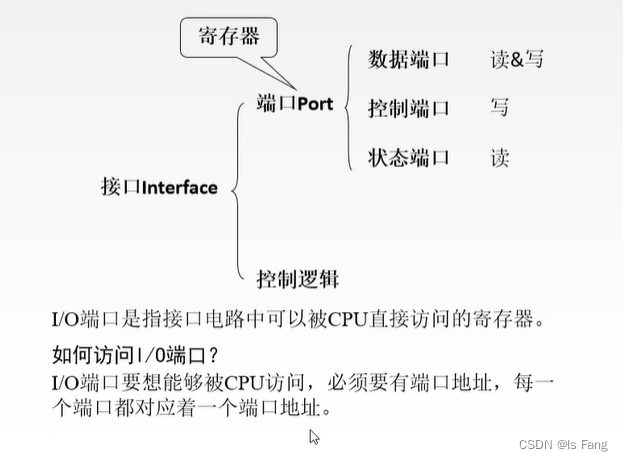 寄存器
数据端口 读&写
端口Port
控制端口 写
状态端口 读
接口Interface
控制逻辑
I/O端口是指接口电路中可以被CPU直接访问的寄存器。
如何访问I/O端口？
I/O端口要想能够被CPU访问，必须要有端口地址，每一
个端口都对应着一个端口地址。
CSDN @ls Fang